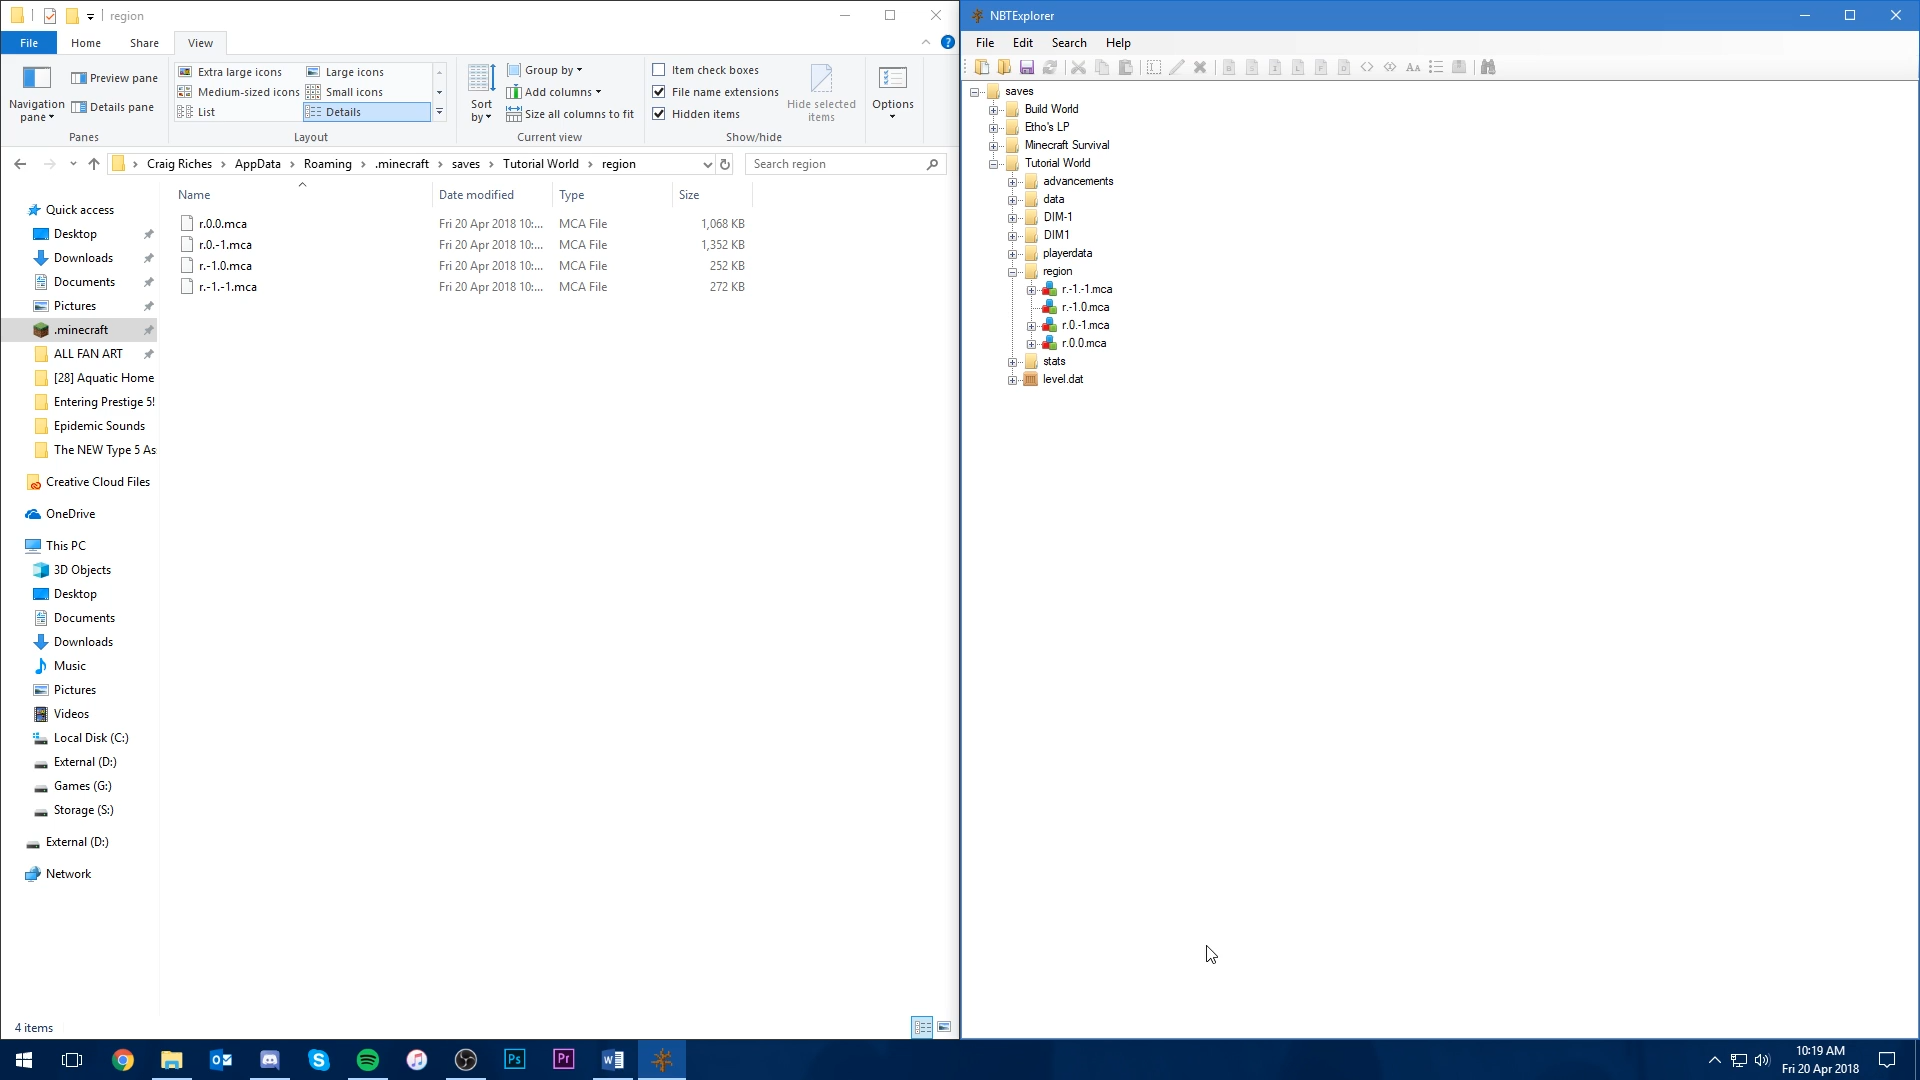 region
File Home Share View
Navigation pane
Preview pane
Details pane
Panes
Extra large icons
Large icons
Medium-sized icons
Small icons
List
Details
Layout
Sort by
Group by
Add columns
Size all columns to fit
Current view
Item check boxes
File name extensions
Hidden items
Hide selected items
Show/hide
Options
Craig Riches > AppData > Roaming > .minecraft > saves > Tutorial World > region
Search region
Name Date modified Type Size
r.0.0.mca Fri 20 Apr 2018 10:... MCA File 1,068 KB
r.0.-1.mca Fri 20 Apr 2018 10:... MCA File 1,352 KB
r.-1.0.mca Fri 20 Apr 2018 10:... MCA File 252 KB
r.-1.-1.mca Fri 20 Apr 2018 10:... MCA File 272 KB
Quick access
Desktop
Downloads
Documents
Pictures
.minecraft
ALL FAN ART
[28] Aquatic Home
Entering Prestige 5!
Epidemic Sounds
The NEW Type 5 As
Creative Cloud Files
OneDrive
This PC
3D Objects
Desktop
Documents
Downloads
Music
Pictures
Videos
Local Disk (C:)
External (D:)
Games (G:)
Storage (S:)
External (D:)
Network
4 items
NBTExplorer
File Edit Search Help
saves
Build World
Etho's LP
Minecraft Survival
Tutorial World
advancements
data
DIM-1
DIM1
playerdata
region
r.-1.-1.mca
r.-1.0.mca
r.0.-1.mca
r.0.0.mca
stats
level.dat
Ps
Pr
10:19 AM
Fri 20 Apr 2018